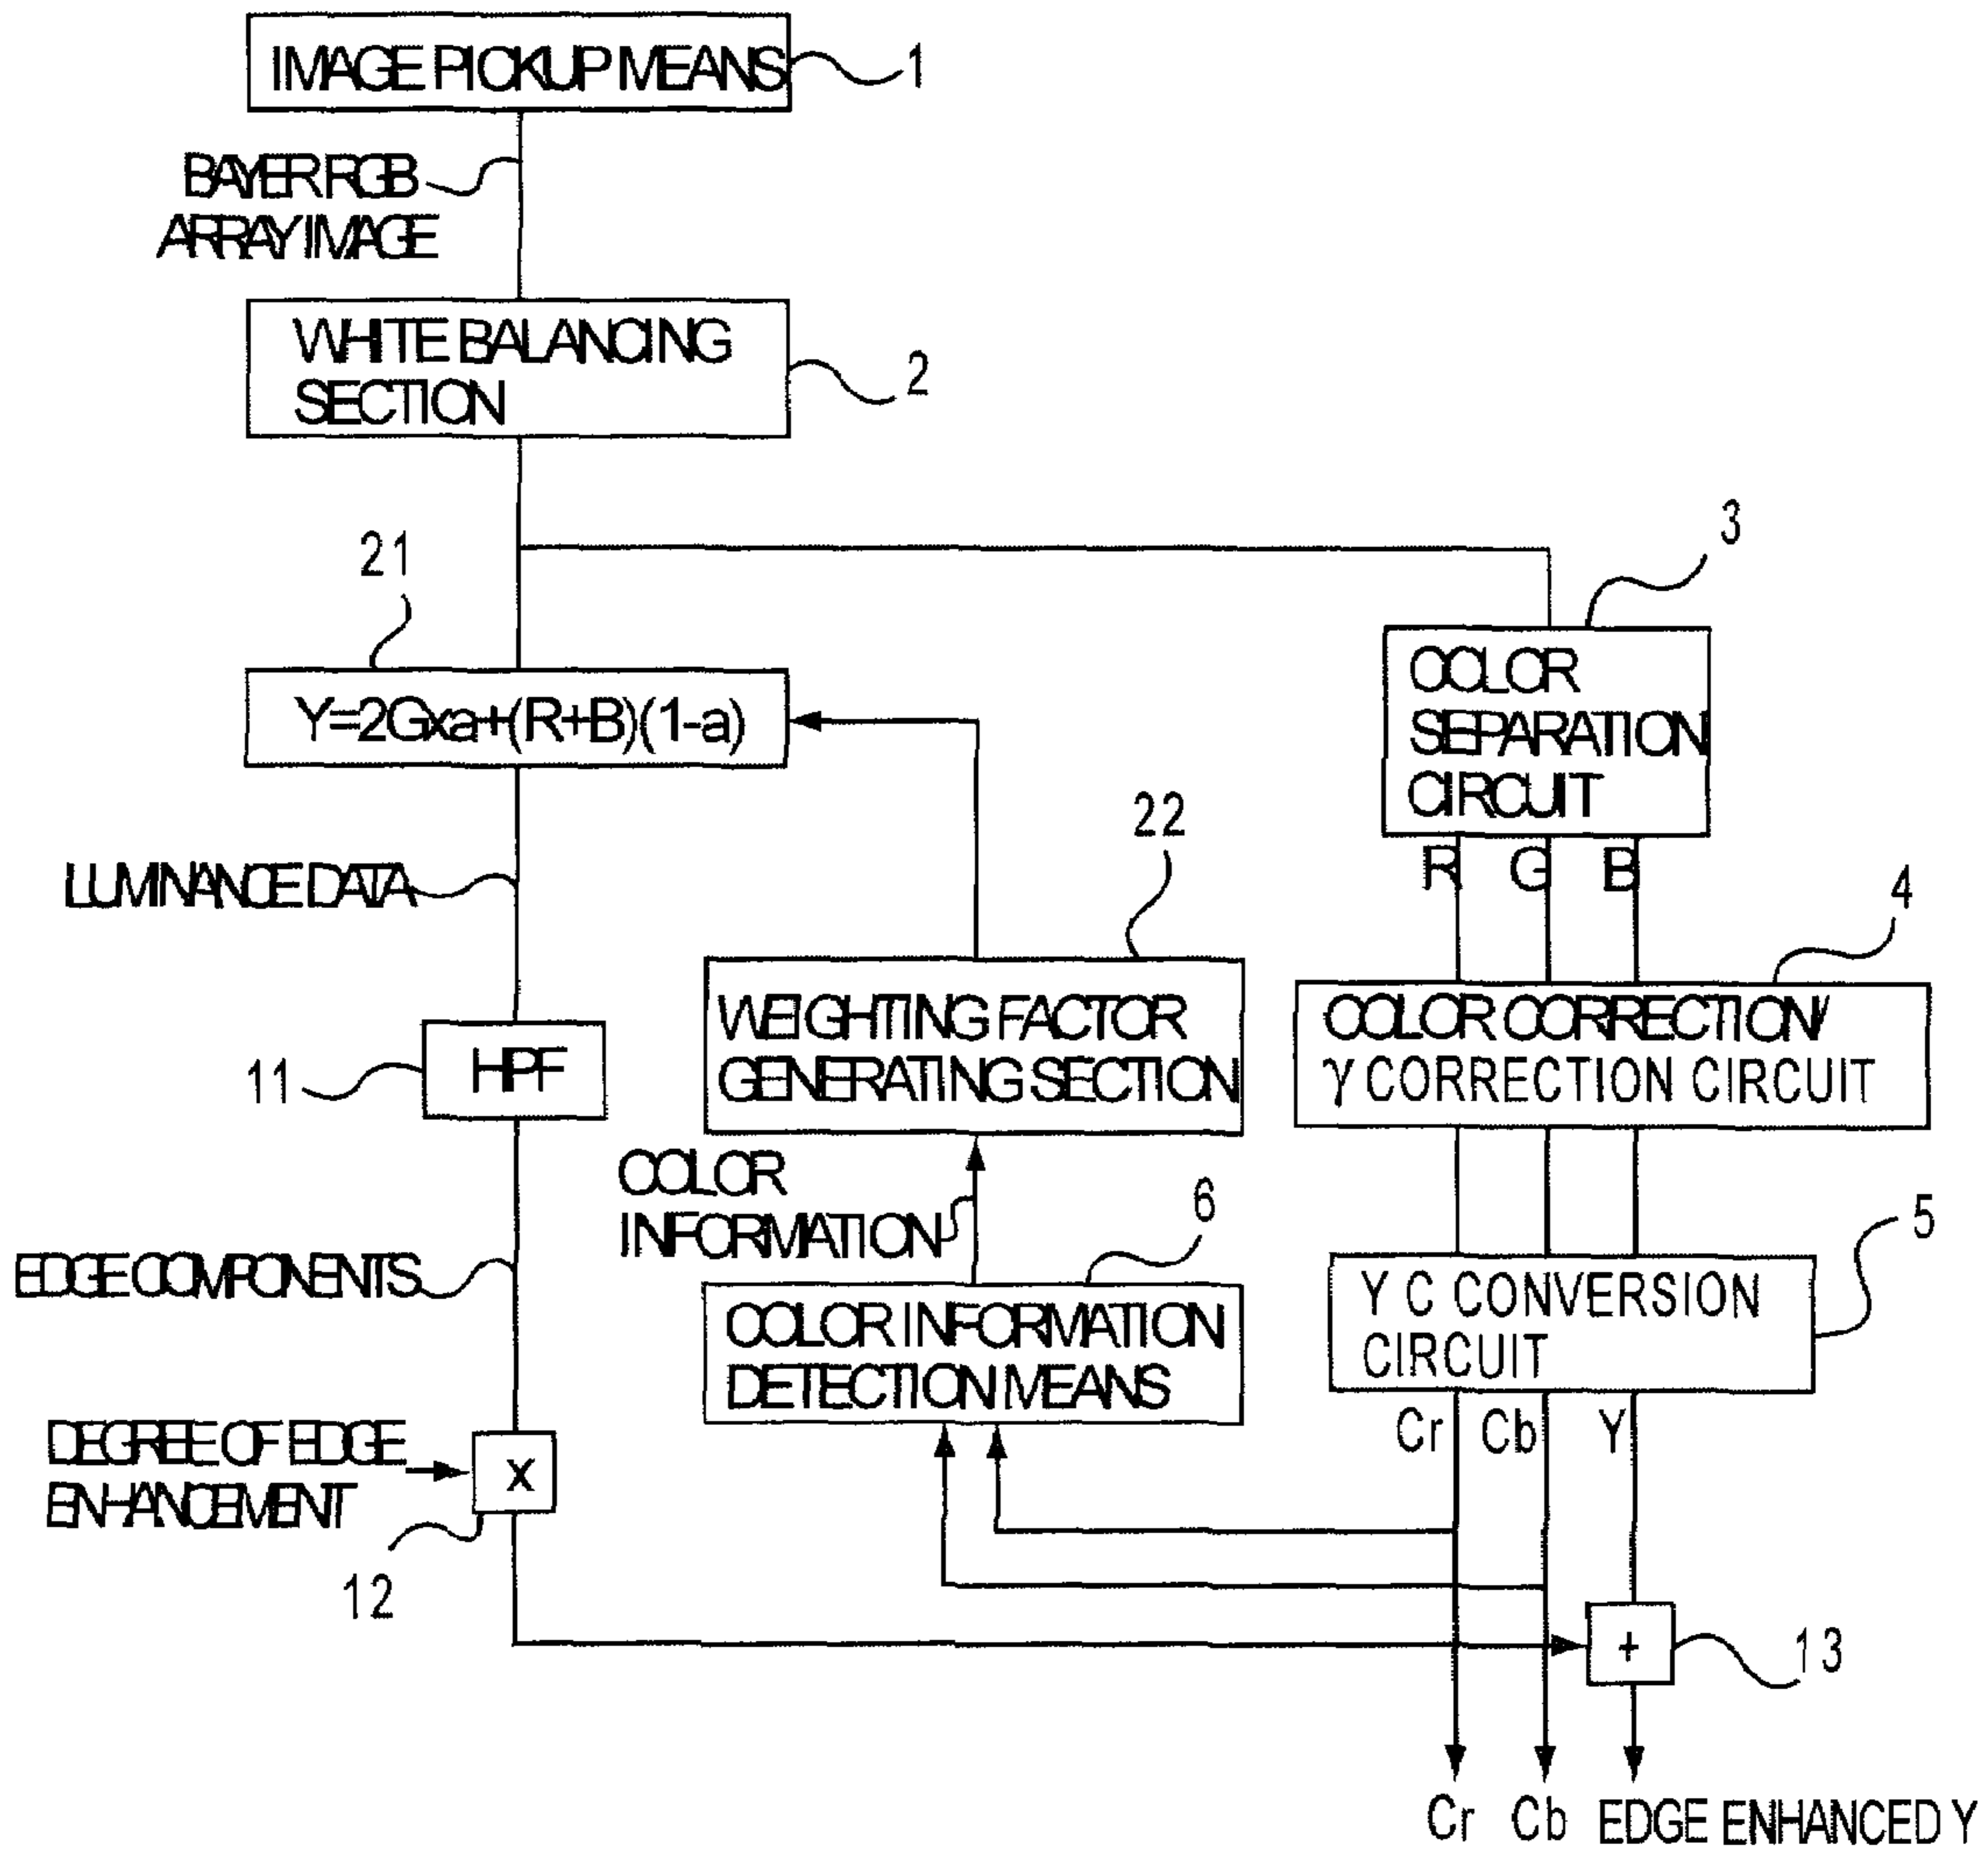 IMAGE PICKUP MEANS
1
BAYER RGB
ARRAY IMAGE
WHITE BALANCING
SECTION
2
21
3
Y=2Gxa+(R+B)(1-a)
COLOR
SEPARATION
CIRCUIT
22
R G B
LUMINANCE DATA
4
WEIGHTING FACTOR
GENERATING SECTION
COLOR CORRECTION/
γ CORRECTION CIRCUIT
11
HPF
COLOR
INFORMATION
6
5
EDGE COMPONENTS
COLOR INFORMATION
DETECTION MEANS
Y C CONVERSION
CIRCUIT
Cr Cb Y
DEGREE OF EDGE
ENHANCEMENT
x
12
+
13
Cr Cb EDGE ENHANCED Y